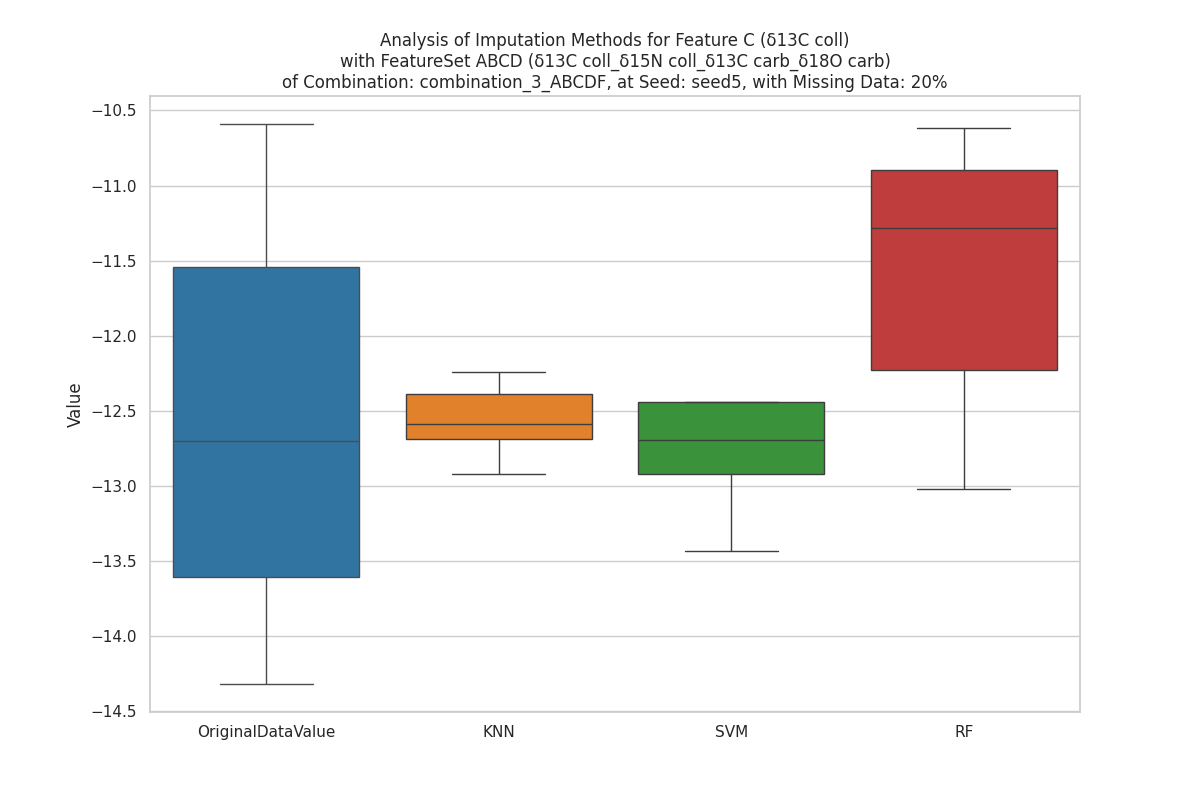 Analysis of Imputation Methods for Feature C (δ13C coll)
with FeatureSet ABCD (δ13C coll_δ15N coll_δ13C carb_δ18O carb)
of Combination: combination_3_ABCDF, at Seed: seed5, with Missing Data: 20%
−10.5
−11.0
−11.5
−12.0
−12.5
−13.0
−13.5
−14.0
−14.5
Value
OriginalDataValue KNN SVM RF